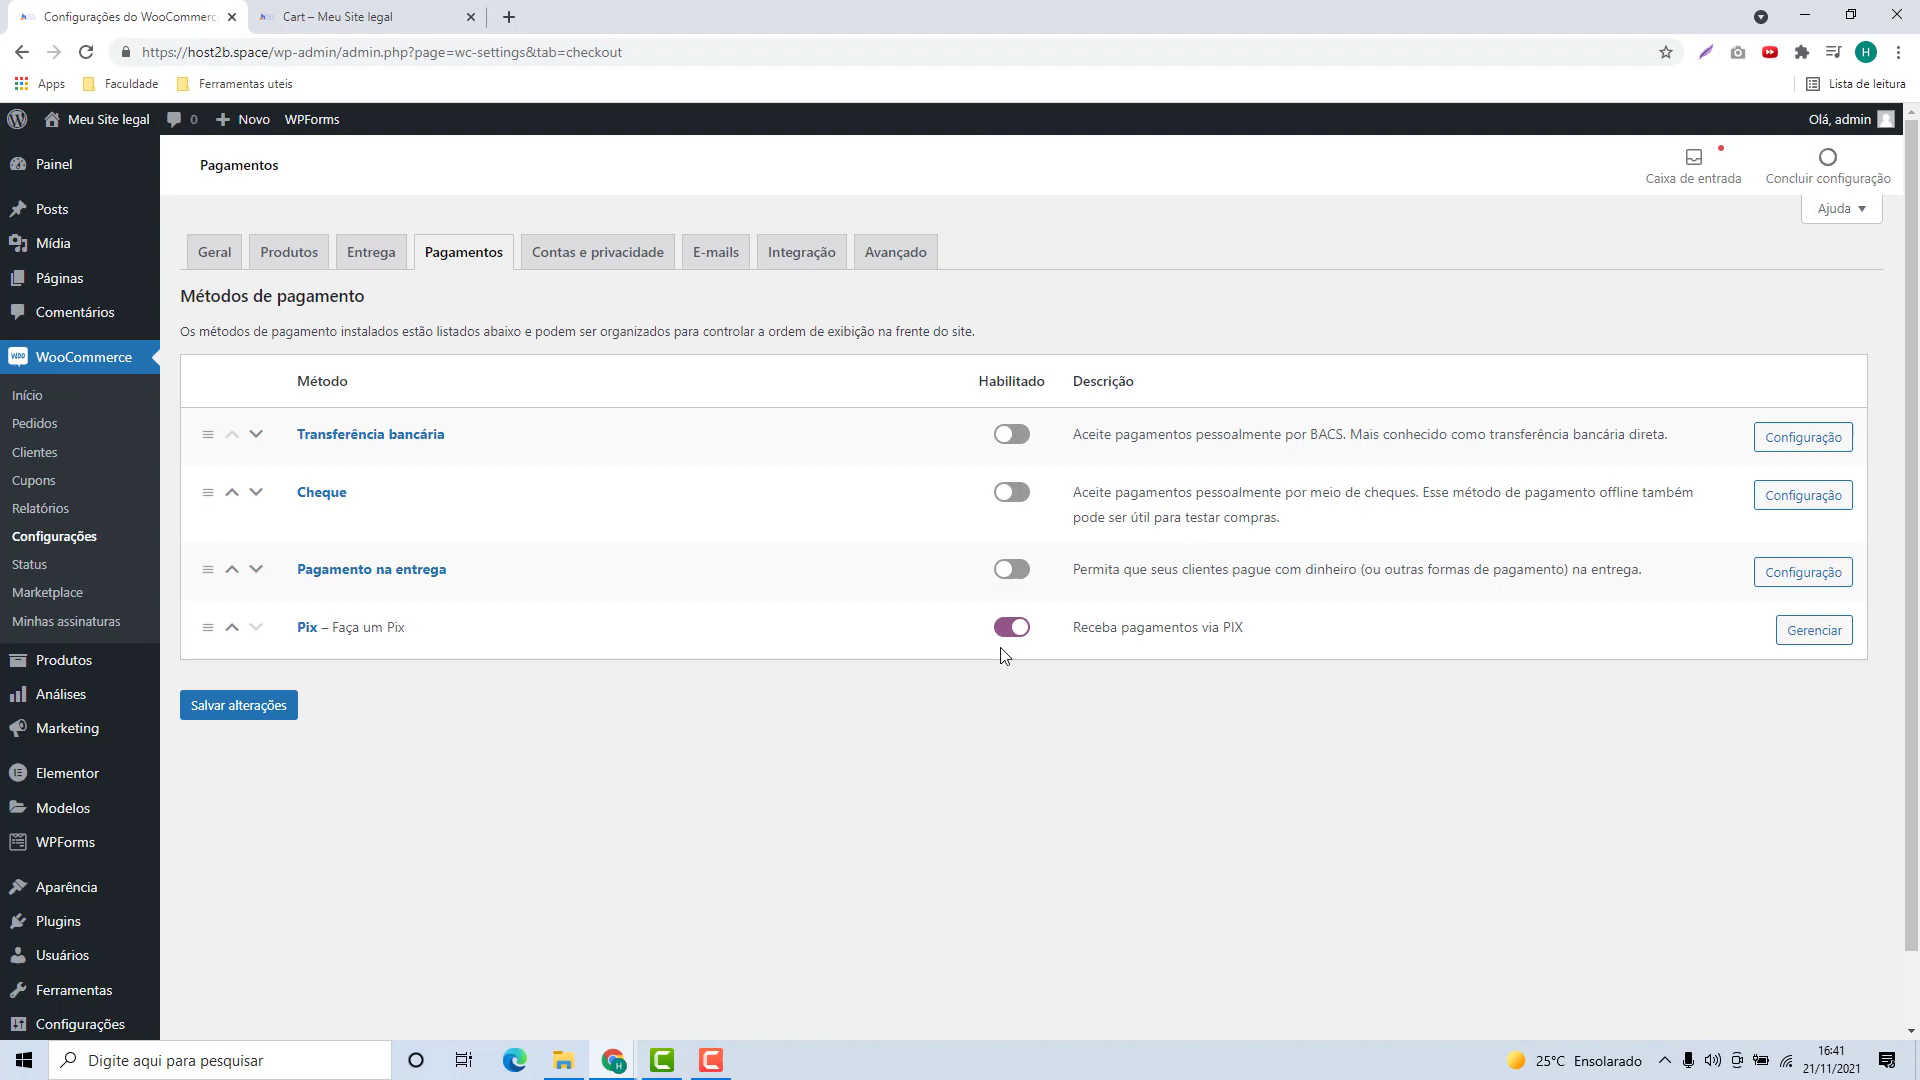 Configurações do WooCommerce
Cart – Meu Site legal
https://host2b.space/wp-admin/admin.php?page=wc-settings&tab=checkout
H
Apps
Faculdade
Ferramentas uteis
Lista de leitura
Meu Site legal
0
Novo
WPForms
Olá, admin
Painel
Posts
Mídia
Páginas
Comentários
WooCommerce
Início
Pedidos
Clientes
Cupons
Relatórios
Configurações
Status
Marketplace
Minhas assinaturas
Produtos
Análises
Marketing
Elementor
Modelos
WPForms
Aparência
Plugins
Usuários
Ferramentas
Configurações
Pagamentos
Caixa de entrada
Concluir configuração
Ajuda
Geral
Produtos
Entrega
Pagamentos
Contas e privacidade
E-mails
Integração
Avançado
Métodos de pagamento
Os métodos de pagamento instalados estão listados abaixo e podem ser organizados para controlar a ordem de exibição na frente do site.
Método
Habilitado
Descrição
Transferência bancária
Aceite pagamentos pessoalmente por BACS. Mais conhecido como transferência bancária direta.
Configuração
Cheque
Aceite pagamentos pessoalmente por meio de cheques. Esse método de pagamento offline também
pode ser útil para testar compras.
Configuração
Pagamento na entrega
Permita que seus clientes pague com dinheiro (ou outras formas de pagamento) na entrega.
Configuração
Pix – Faça um Pix
Receba pagamentos via PIX
Gerenciar
Salvar alterações
Digite aqui para pesquisar
25°C Ensolarado
16:41
21/11/2021